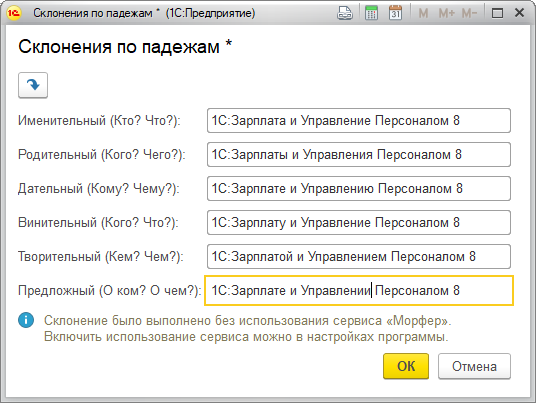 1С Склонения по падежам * (1С:Предприятие) 31 M M+ M-
Склонения по падежам *
Именительный (Кто? Что?): 1С:Зарплата и Управление Персоналом 8
Родительный (Кого? Чего?): 1С:Зарплаты и Управления Персоналом 8
Дательный (Кому? Чему?): 1С:Зарплате и Управлению Персоналом 8
Винительный (Кого? Что?): 1С:Зарплату и Управление Персоналом 8
Творительный (Кем? Чем?): 1С:Зарплатой и Управлением Персоналом 8
Предложный (О ком? О чем?): 1С:Зарплате и Управлении Персоналом 8
Склонение было выполнено без использования сервиса «Морфер».
Включить использование сервиса можно в настройках программы.
ОК Отмена